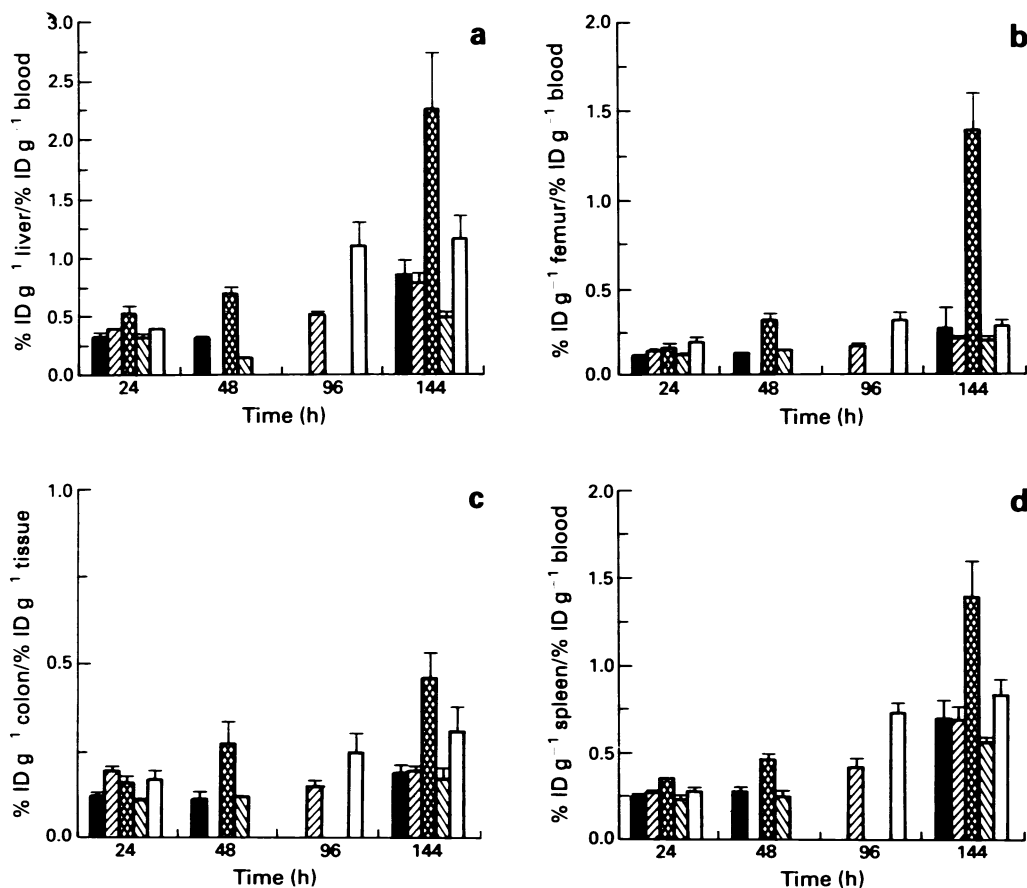 a
3.0
2.5
2.0
1.5
1.0
0.5
0.0
% ID g⁻¹ liver/% ID g⁻¹ blood
24 48 96 144
Time (h)
b
2.0
1.5
1.0
0.5
0.0
% ID g⁻¹ femur/% ID g⁻¹ blood
24 48 96 144
Time (h)
c
1.0
0.5
0.0
% ID g⁻¹ colon/% ID g⁻¹ tissue
24 48 96 144
Time (h)
d
2.0
1.5
1.0
0.5
0.0
% ID g⁻¹ spleen/% ID g⁻¹ blood
24 48 96 144
Time (h)